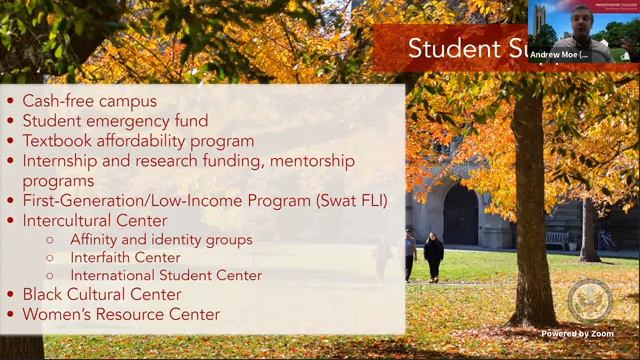 Student Su
Andrew Moe (...
• Cash-free campus
• Student emergency fund
• Textbook affordability program
• Internship and research funding, mentorship
programs
• First-Generation/Low-Income Program (Swat FLI)
• Intercultural Center
○ Affinity and identity groups
○ Interfaith Center
○ International Student Center
• Black Cultural Center
• Women's Resource Center
Powered by Zoom